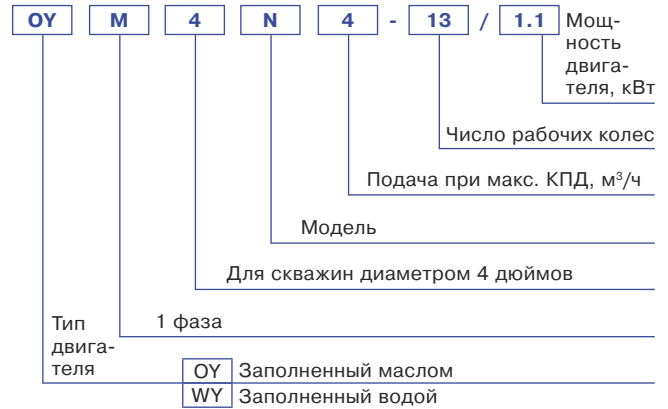 OY M 4 N 4 - 13 / 1.1
Мощ-
ность
двига-
теля, кВт
Число рабочих колес
Подача при макс. КПД, м³/ч
Модель
Для скважин диаметром 4 дюймов
1 фаза
Тип
двига-
теля
OY Заполненный маслом
WY Заполненный водой